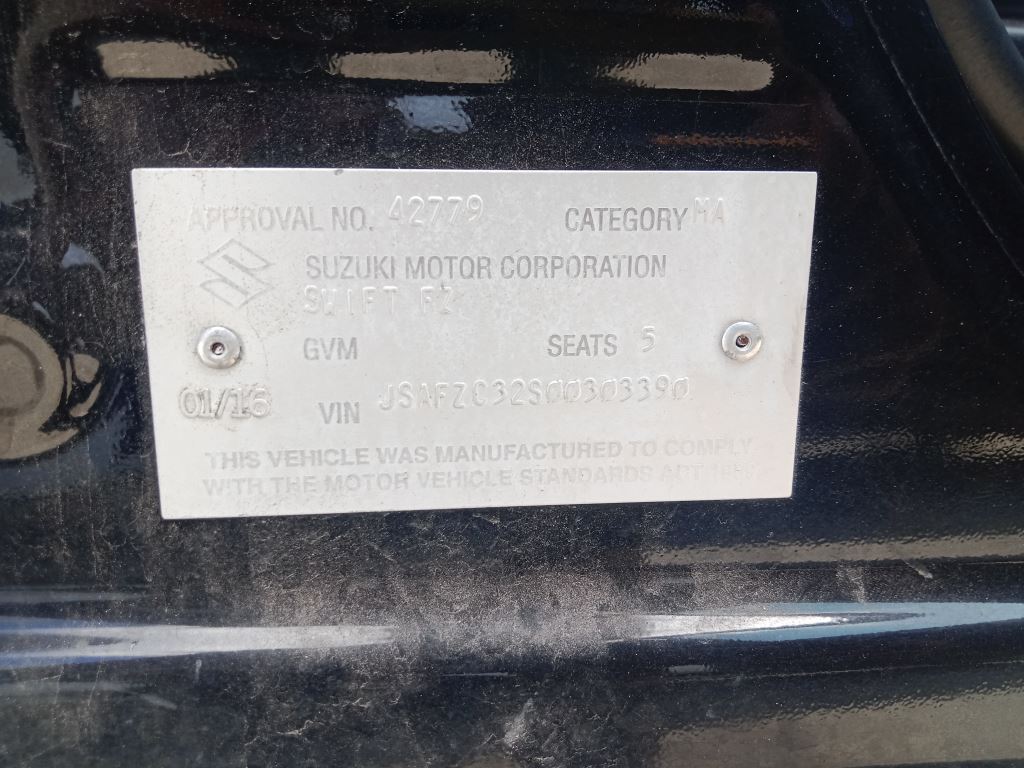 APPROVAL NO. 42779 CATEGORY MA
SUZUKI MOTOR CORPORATION
SWIFT FZ
GVM SEATS 5
01/16 VIN JSAFZC32S00303390
THIS VEHICLE WAS MANUFACTURED TO COMPLY
WITH THE MOTOR VEHICLE STANDARDS ACT